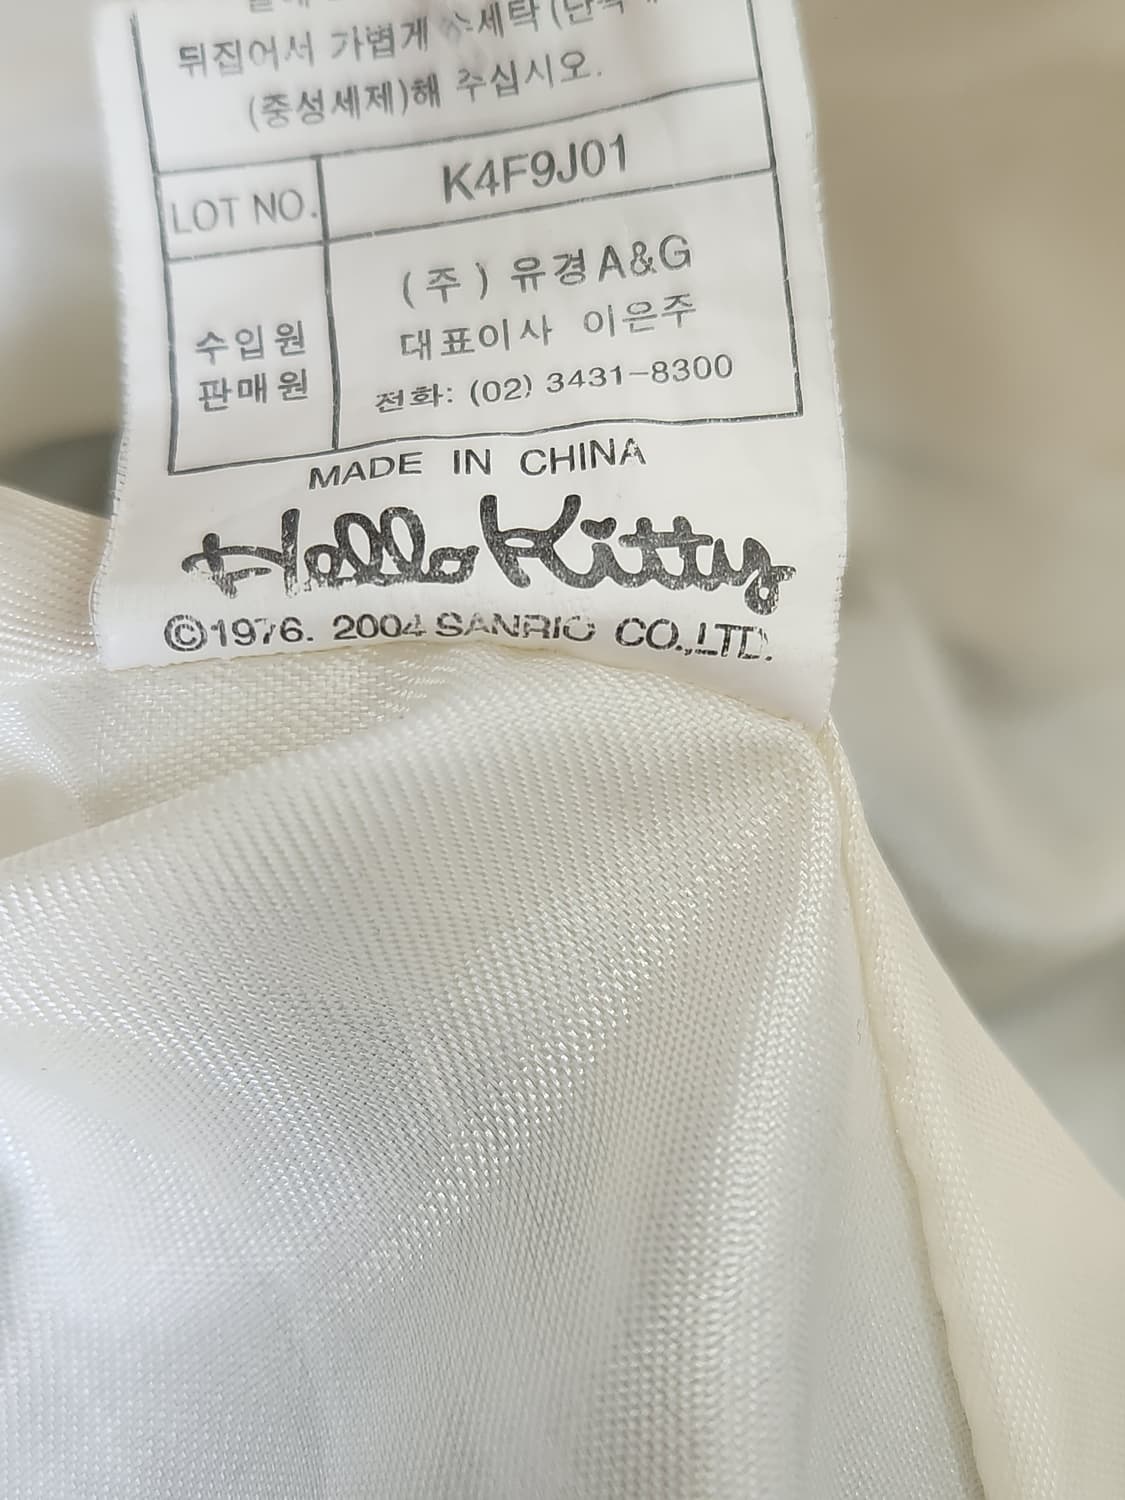 뒤집어서 가볍게 손세탁(단독
(중성세제)해 주십시오.
LOT NO. K4F9J01
수입원
판매원
(주) 유경A&G
대표이사 이은주
전화: (02) 3431-8300
MADE IN CHINA
Hello Kitty
©1976. 2004 SANRIO CO.,LTD.